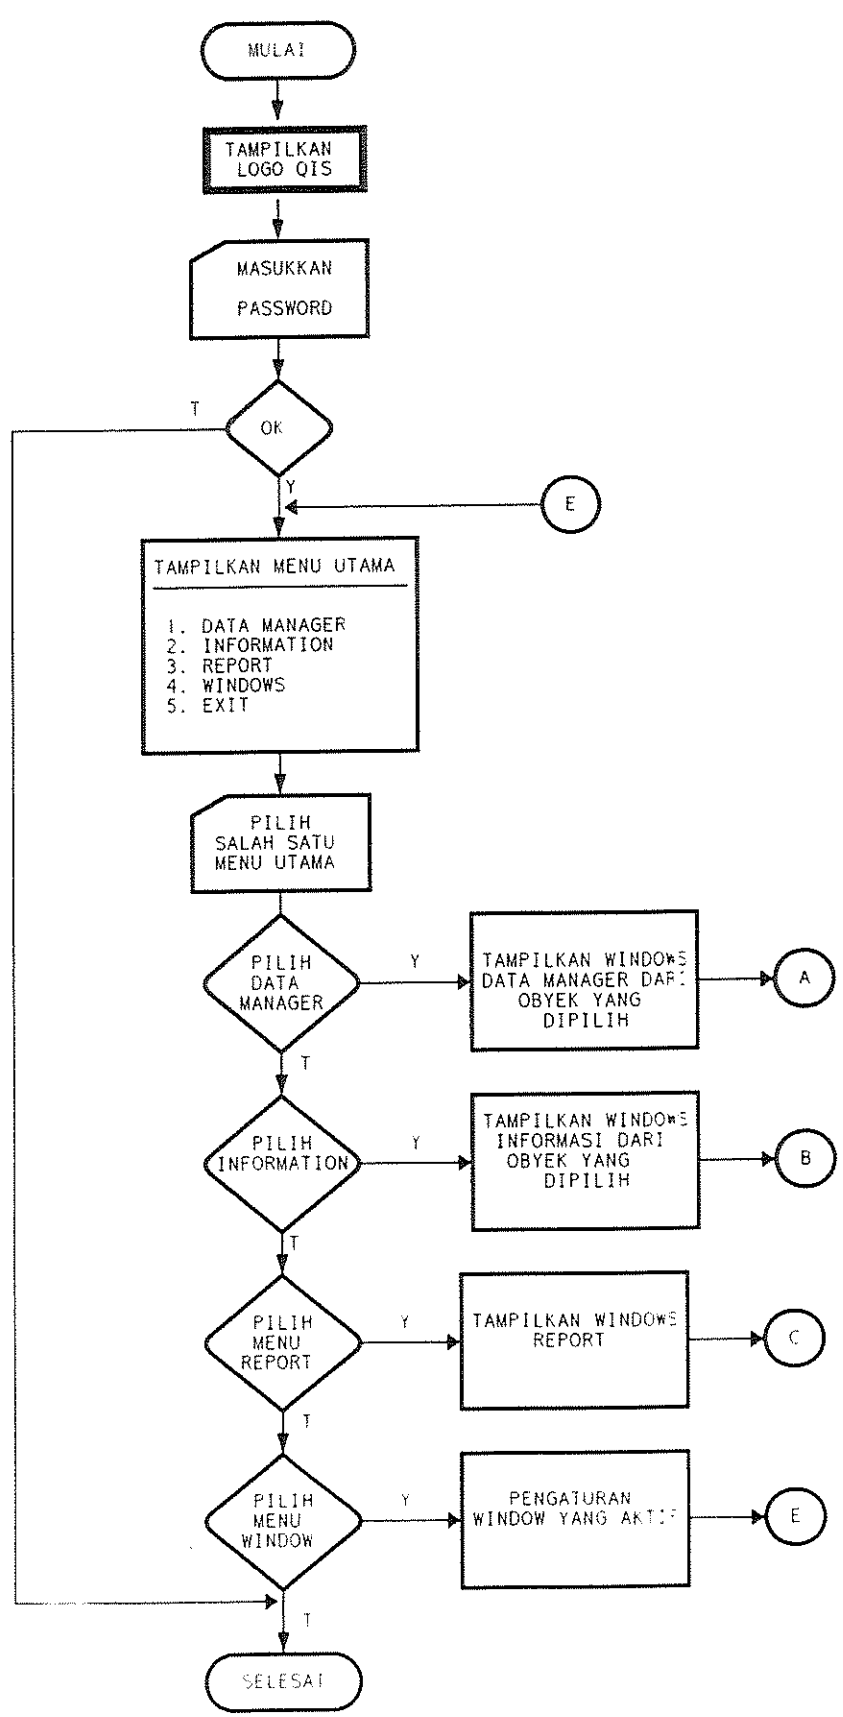 MULAI
TAMPILKAN
LOGO QIS
MASUKKAN
PASSWORD
T
OK
Y
E
TAMPILKAN MENU UTAMA
1. DATA MANAGER
2. INFORMATION
3. REPORT
4. WINDOWS
5. EXIT
PILIH
SALAH SATU
MENU UTAMA
PILIH
DATA
MANAGER
Y
TAMPILKAN WINDOWS
DATA MANAGER DARI
OBYEK YANG
DIPILIH
A
T
PILIH
INFORMATION
Y
TAMPILKAN WINDOWS
INFORMASI DARI
OBYEK YANG
DIPILIH
B
T
PILIH
MENU
REPORT
Y
TAMPILKAN WINDOWS
REPORT
C
T
PILIH
MENU
WINDOW
Y
PENGATURAN
WINDOW YANG AKTIF
E
T
SELESAI